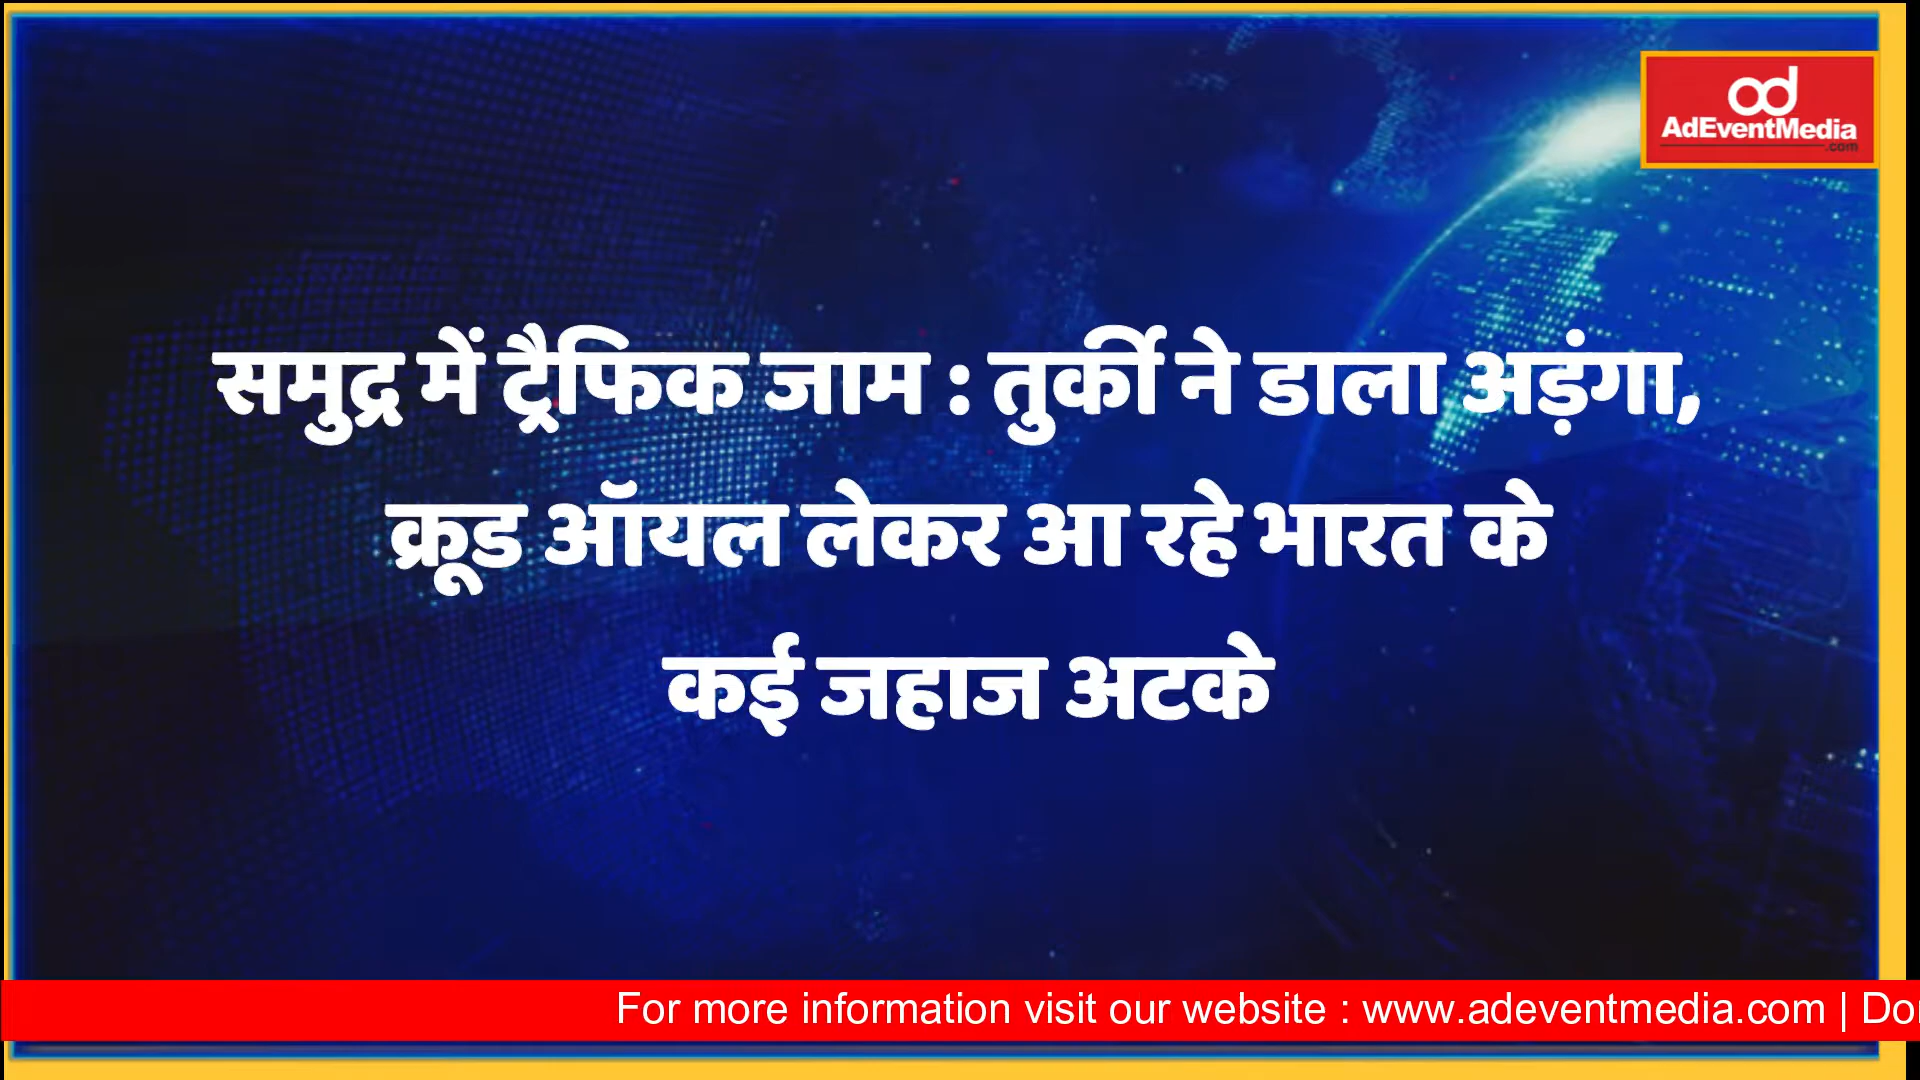 ad
AdEventMedia
.com
समुद्र में ट्रैफिक जाम : तुर्की ने डाला अड़ंगा,
क्रूड ऑयल लेकर आ रहे भारत के
कई जहाज अटके
For more information visit our website : www.adeventmedia.com |